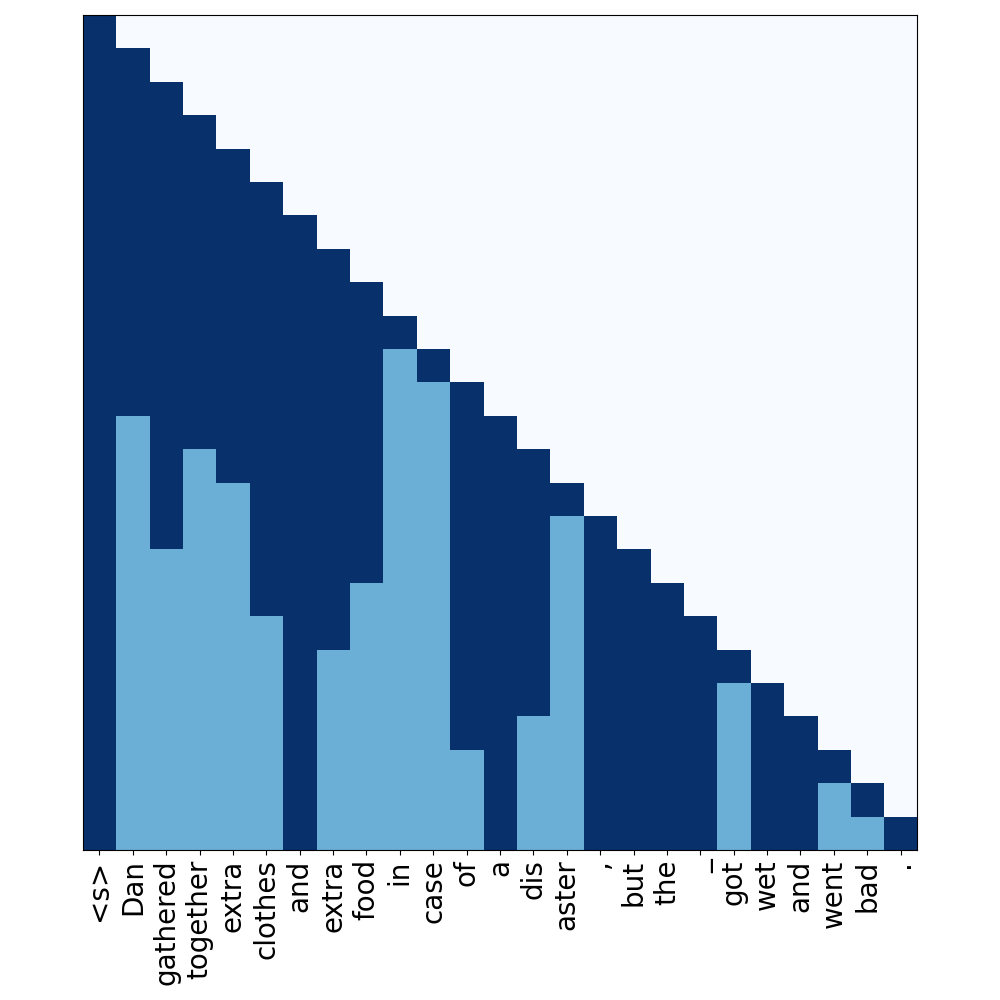 <s>
Dan
gathered
together
extra
clothes
and
extra
food
in
case
of
a
dis
aster
,
but
the
_
got
wet
and
went
bad
.